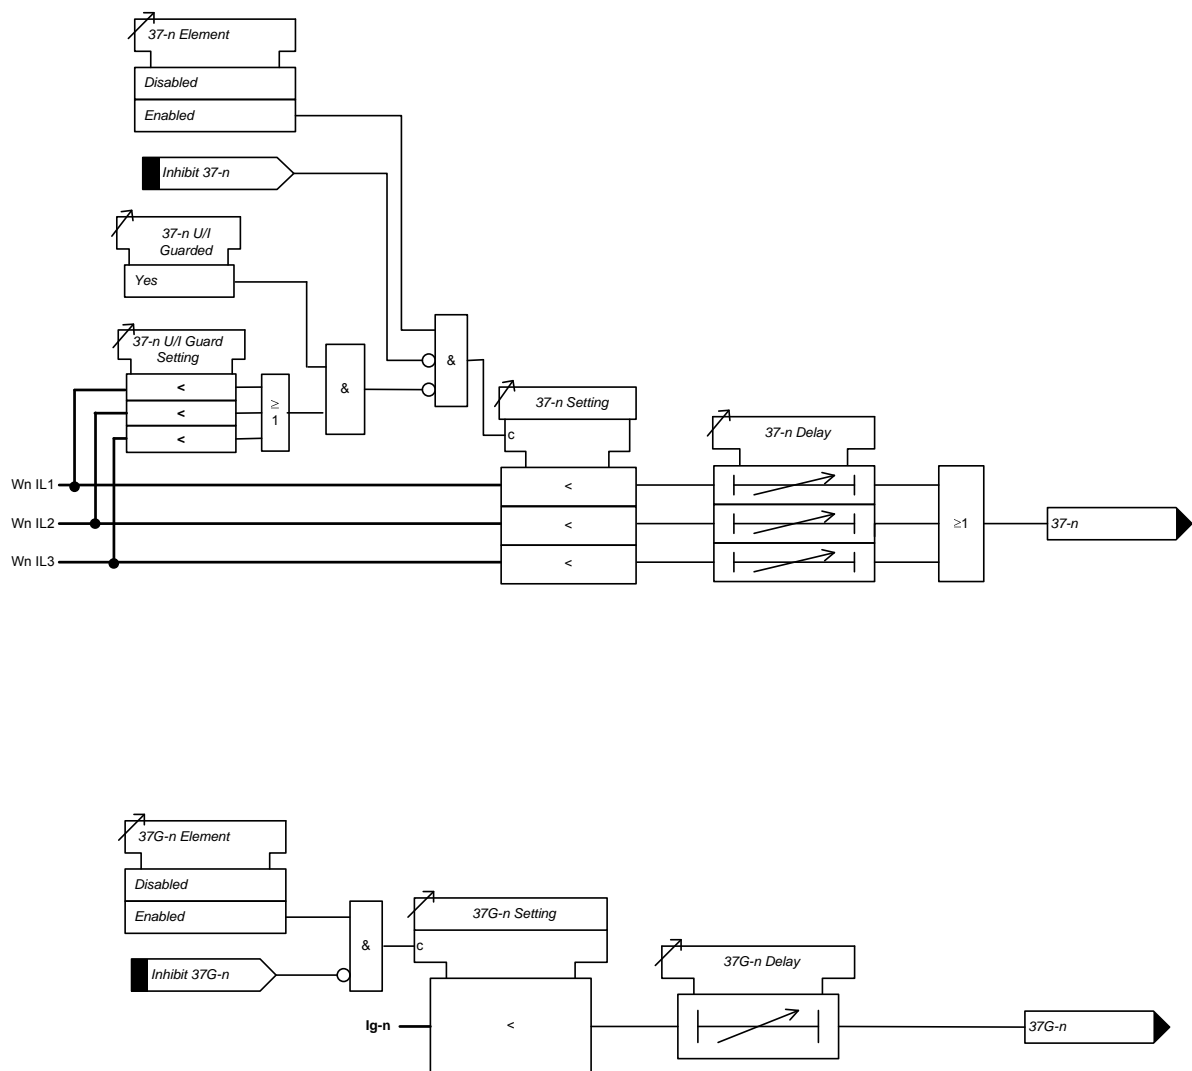 37-n Element
Disabled
Enabled
Inhibit 37-n
37-n U/I
Guarded
Yes
37-n U/I Guard
Setting
<
<
<
≥
1
&
&
37-n Setting
c
37-n Delay
Wn IL1
<
Wn IL2
<
≥1
37-n
Wn IL3
<
37G-n Element
Disabled
Enabled
Inhibit 37G-n
&
37G-n Setting
c
37G-n Delay
Ig-n
<
37G-n